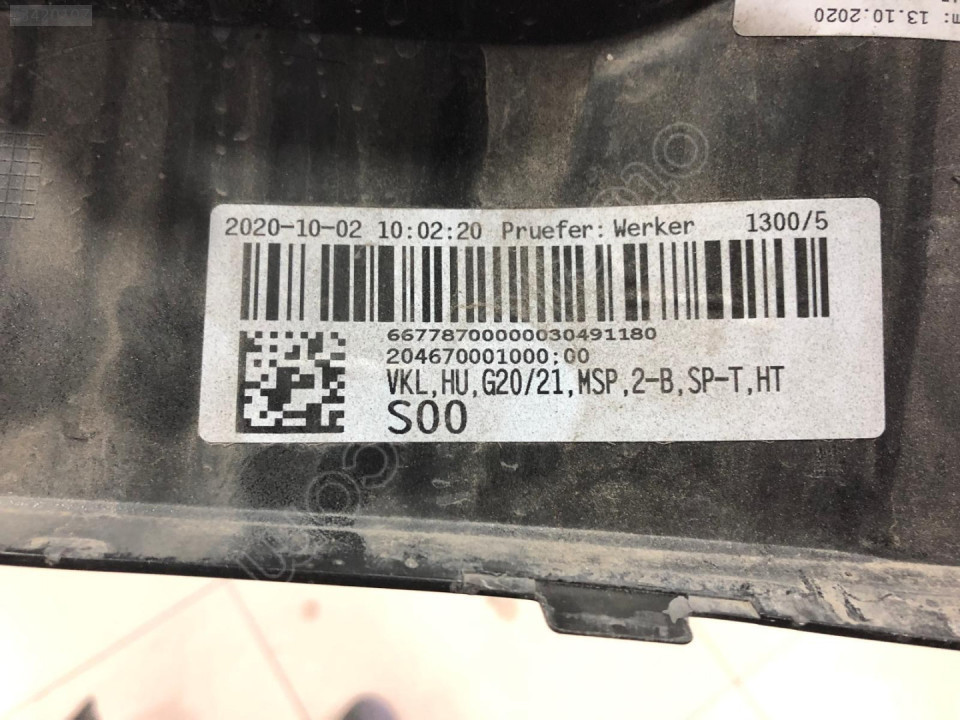 m: 13.10.2020
2020-10-02 10:02:20 Pruefer: Werker 1300/5
66778700000030491180
204670001000:00
VKL,HU,G20/21,MSP,2-B,SP-T,HT
S00